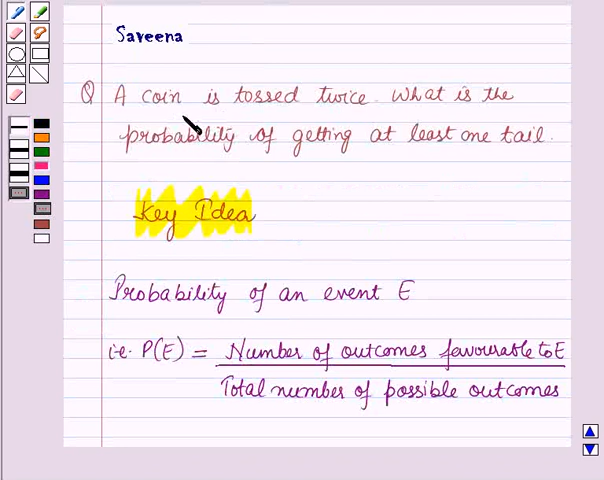 Saveena
Q A coin is tossed twice. What is the
probability of getting at least one tail.
Key Idea
Probability of an event E
i.e. P(E) = Number of outcomes favourable to E
Total number of possible outcomes